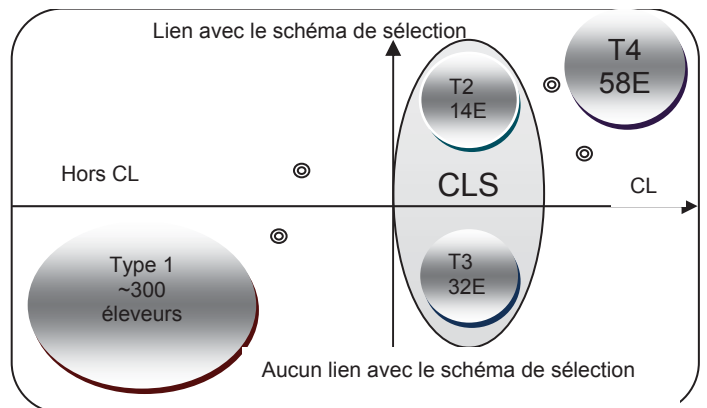 Lien avec le schéma de sélection
T4
58E
T2
14E
Hors CL
CLS
CL
Type 1
~300
éleveurs
T3
32E
Aucun lien avec le schéma de sélection